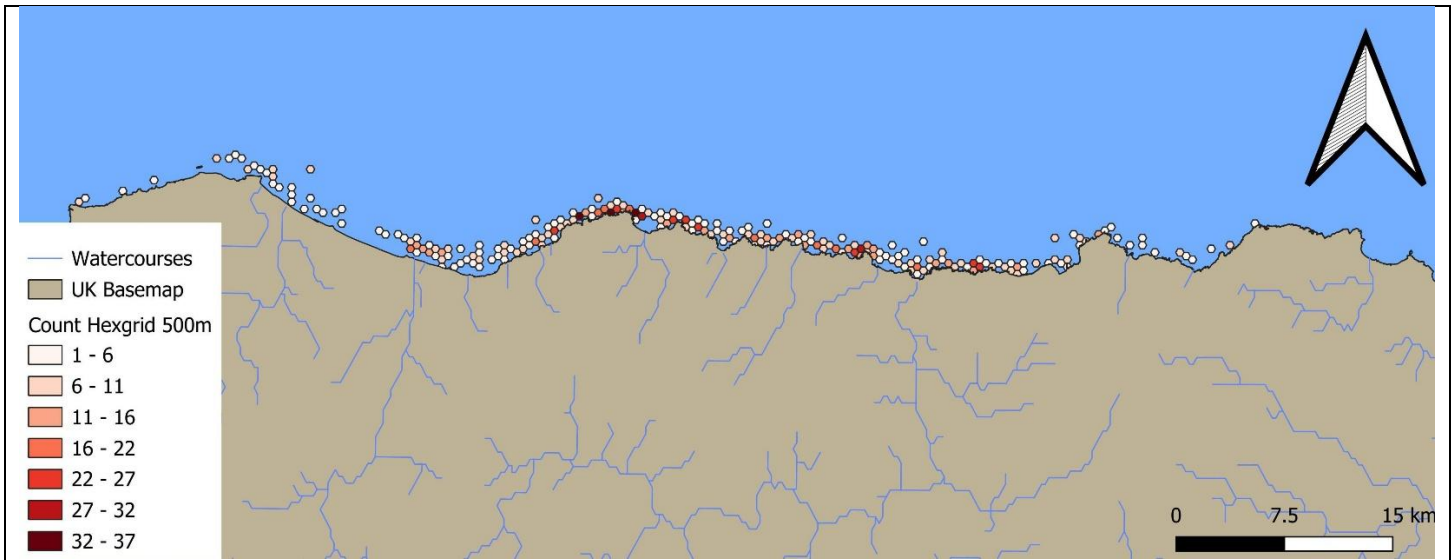 Watercourses
UK Basemap
Count Hexgrid 500m
1 - 6
6 - 11
11 - 16
16 - 22
22 - 27
27 - 32
32 - 37
0 7.5 15 km